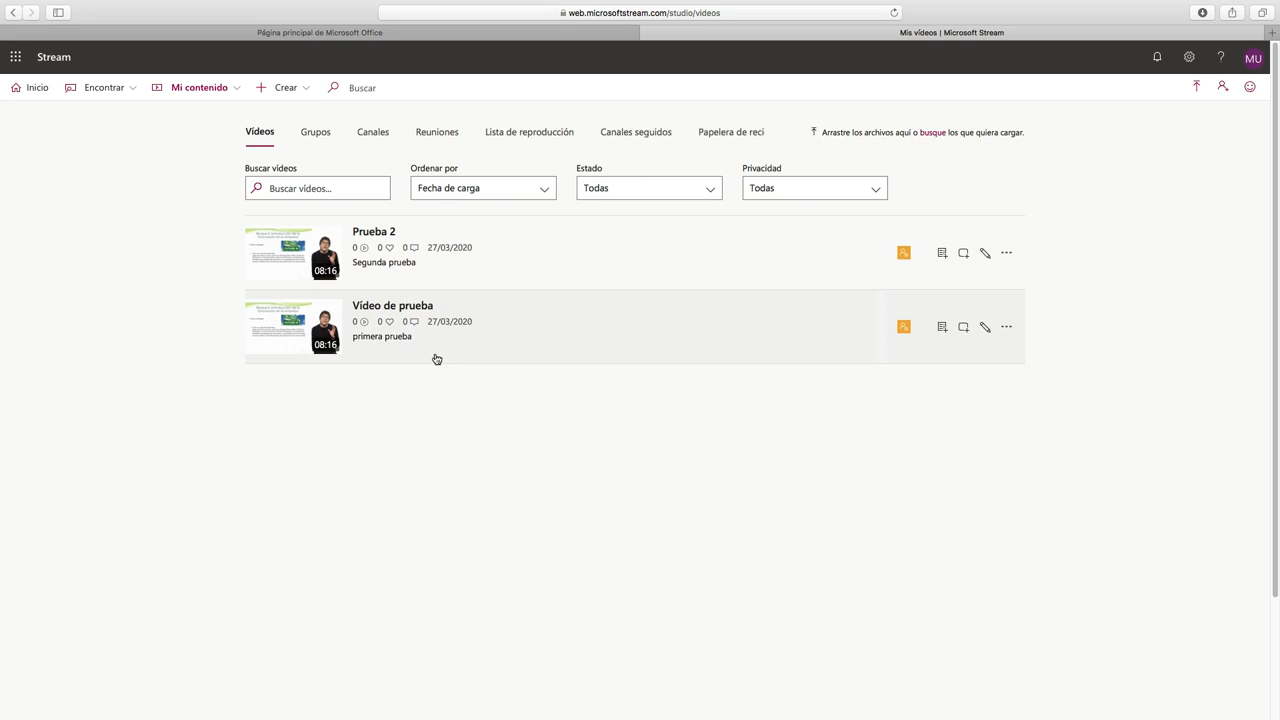 web.microsoftstream.com/studio/videos
Página principal de Microsoft Office
Mis vídeos | Microsoft Stream
Stream
MU
Inicio
Encontrar
Mi contenido
Crear
Buscar
Vídeos
Grupos
Canales
Reuniones
Lista de reproducción
Canales seguidos
Papelera de reci
Arrastre los archivos aquí o busque los que quiera cargar.
Buscar vídeos
Ordenar por
Estado
Privacidad
Buscar vídeos...
Fecha de carga
Todas
Todas
Prueba 2
0 0 0 27/03/2020
Segunda prueba
08:16
Vídeo de prueba
0 0 0 27/03/2020
primera prueba
08:16